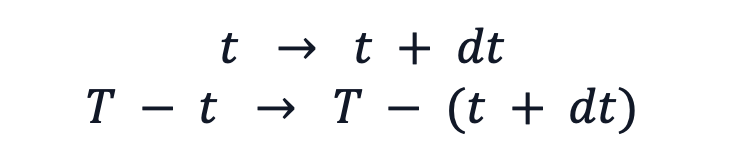 t → t + dt
T − t → T − (t + dt)